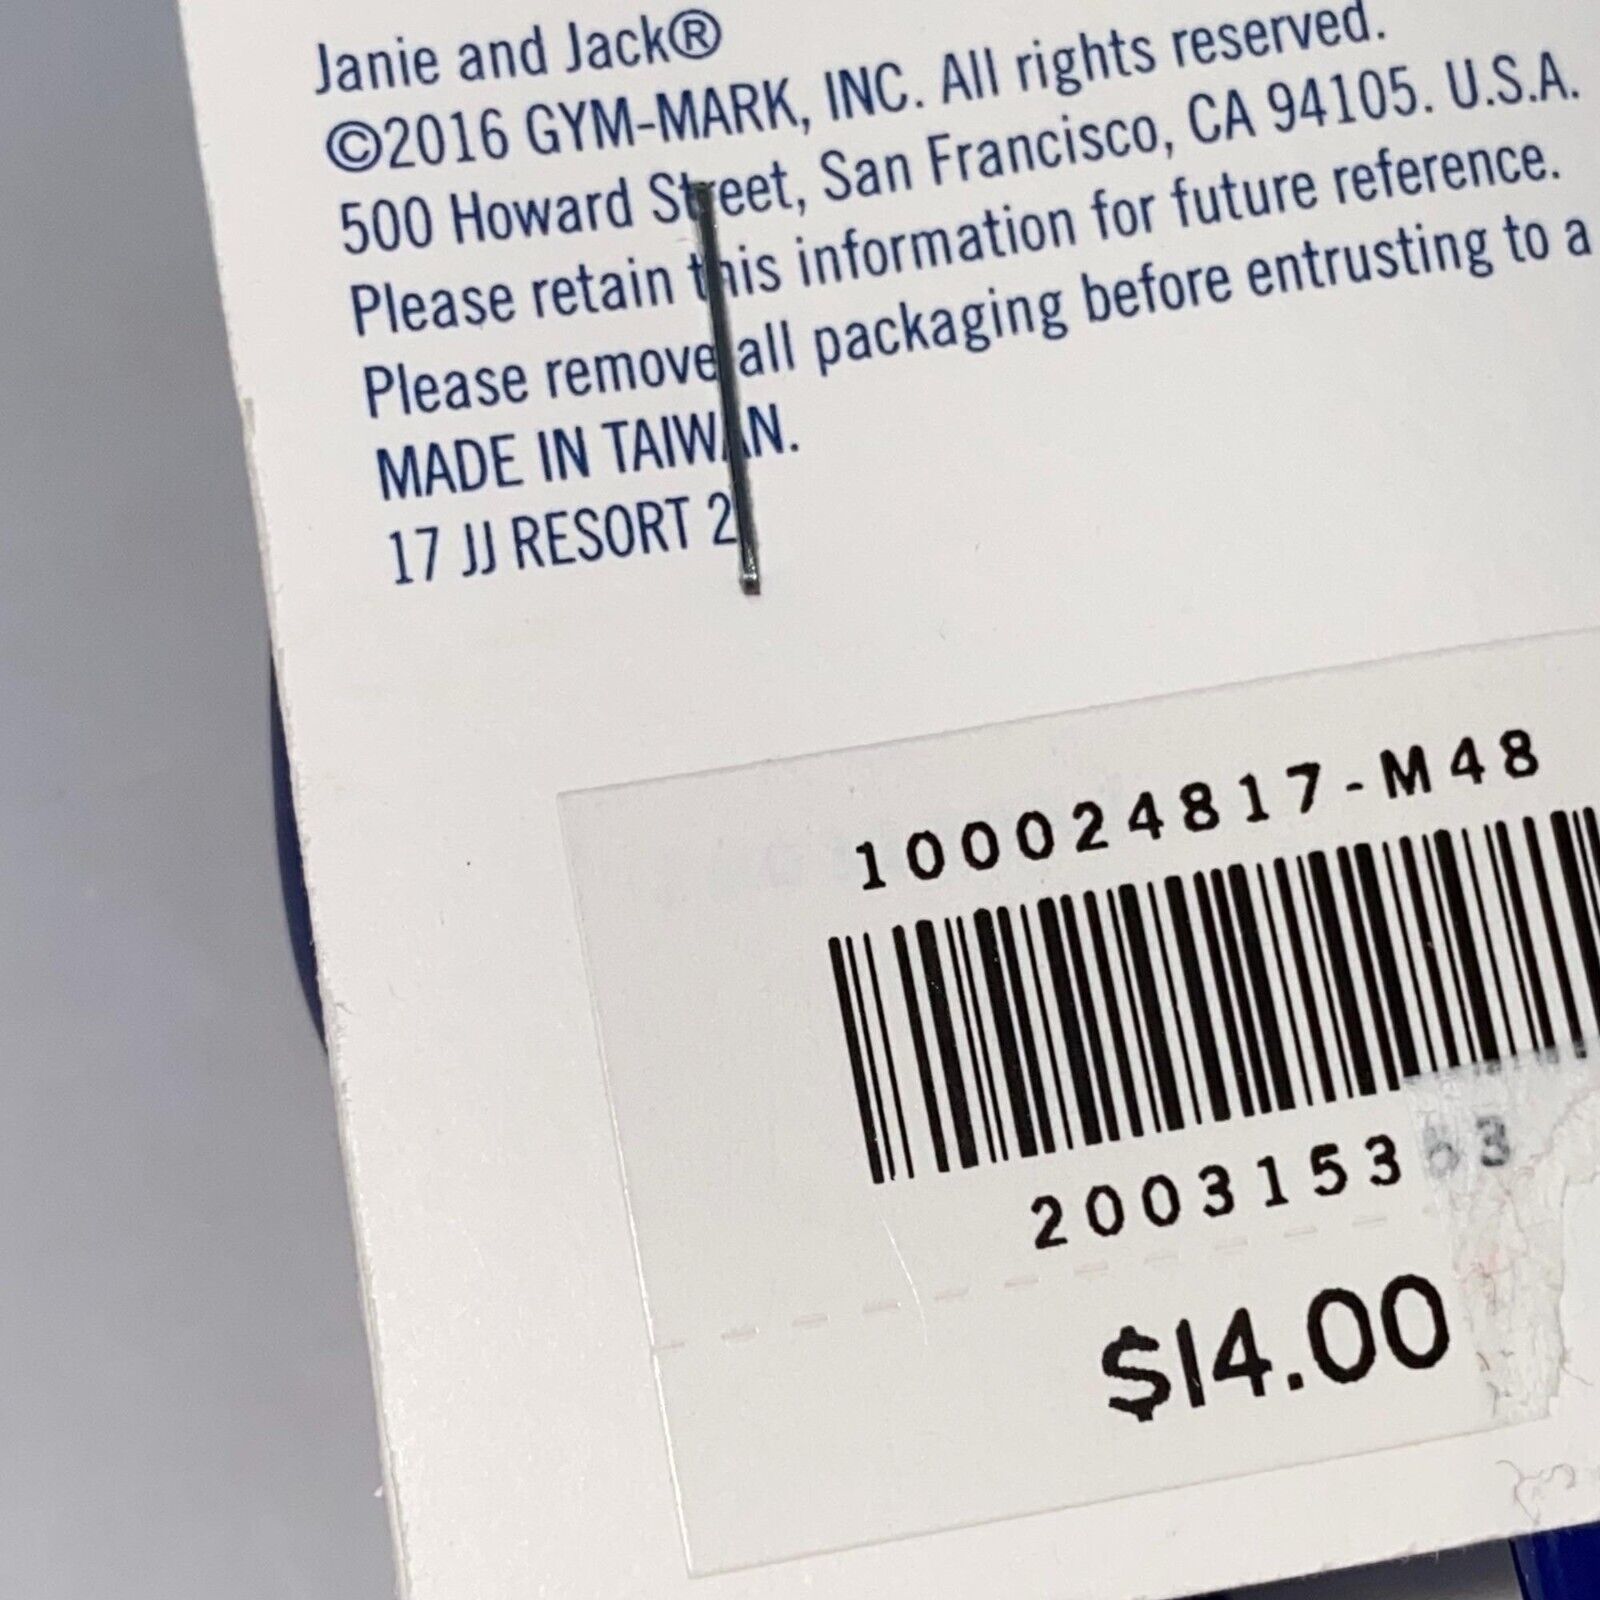 Janie and Jack®
©2016 GYM-MARK, INC. All rights reserved.
500 Howard Street, San Francisco, CA 94105. U.S.A.
Please retain this information for future reference.
Please remove all packaging before entrusting to a
MADE IN TAIWAN.
17 JJ RESORT 2
100024817-M48
200315363
$14.00